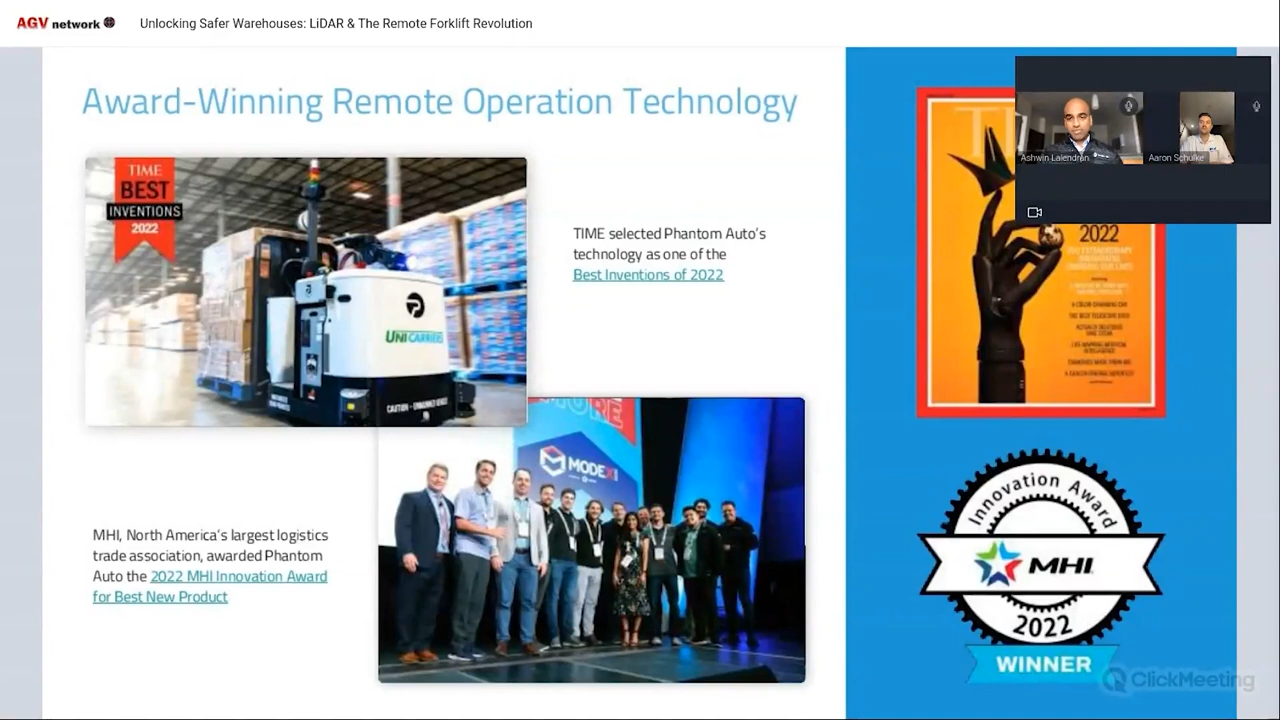 AGV network
Unlocking Safer Warehouses: LiDAR & The Remote Forklift Revolution
Award-Winning Remote Operation Technology
TIME
BEST
INVENTIONS
2022
UNICARRIERS
TIME selected Phantom Auto's
technology as one of the
Best Inventions of 2022
MHI, North America's largest logistics
trade association, awarded Phantom
Auto the 2022 MHI Innovation Award
for Best New Product
MODEX
Ashwin Lalendran
Aaron Schulke
2022
Innovation Award
MHI
2022
WINNER
ClickMeeting